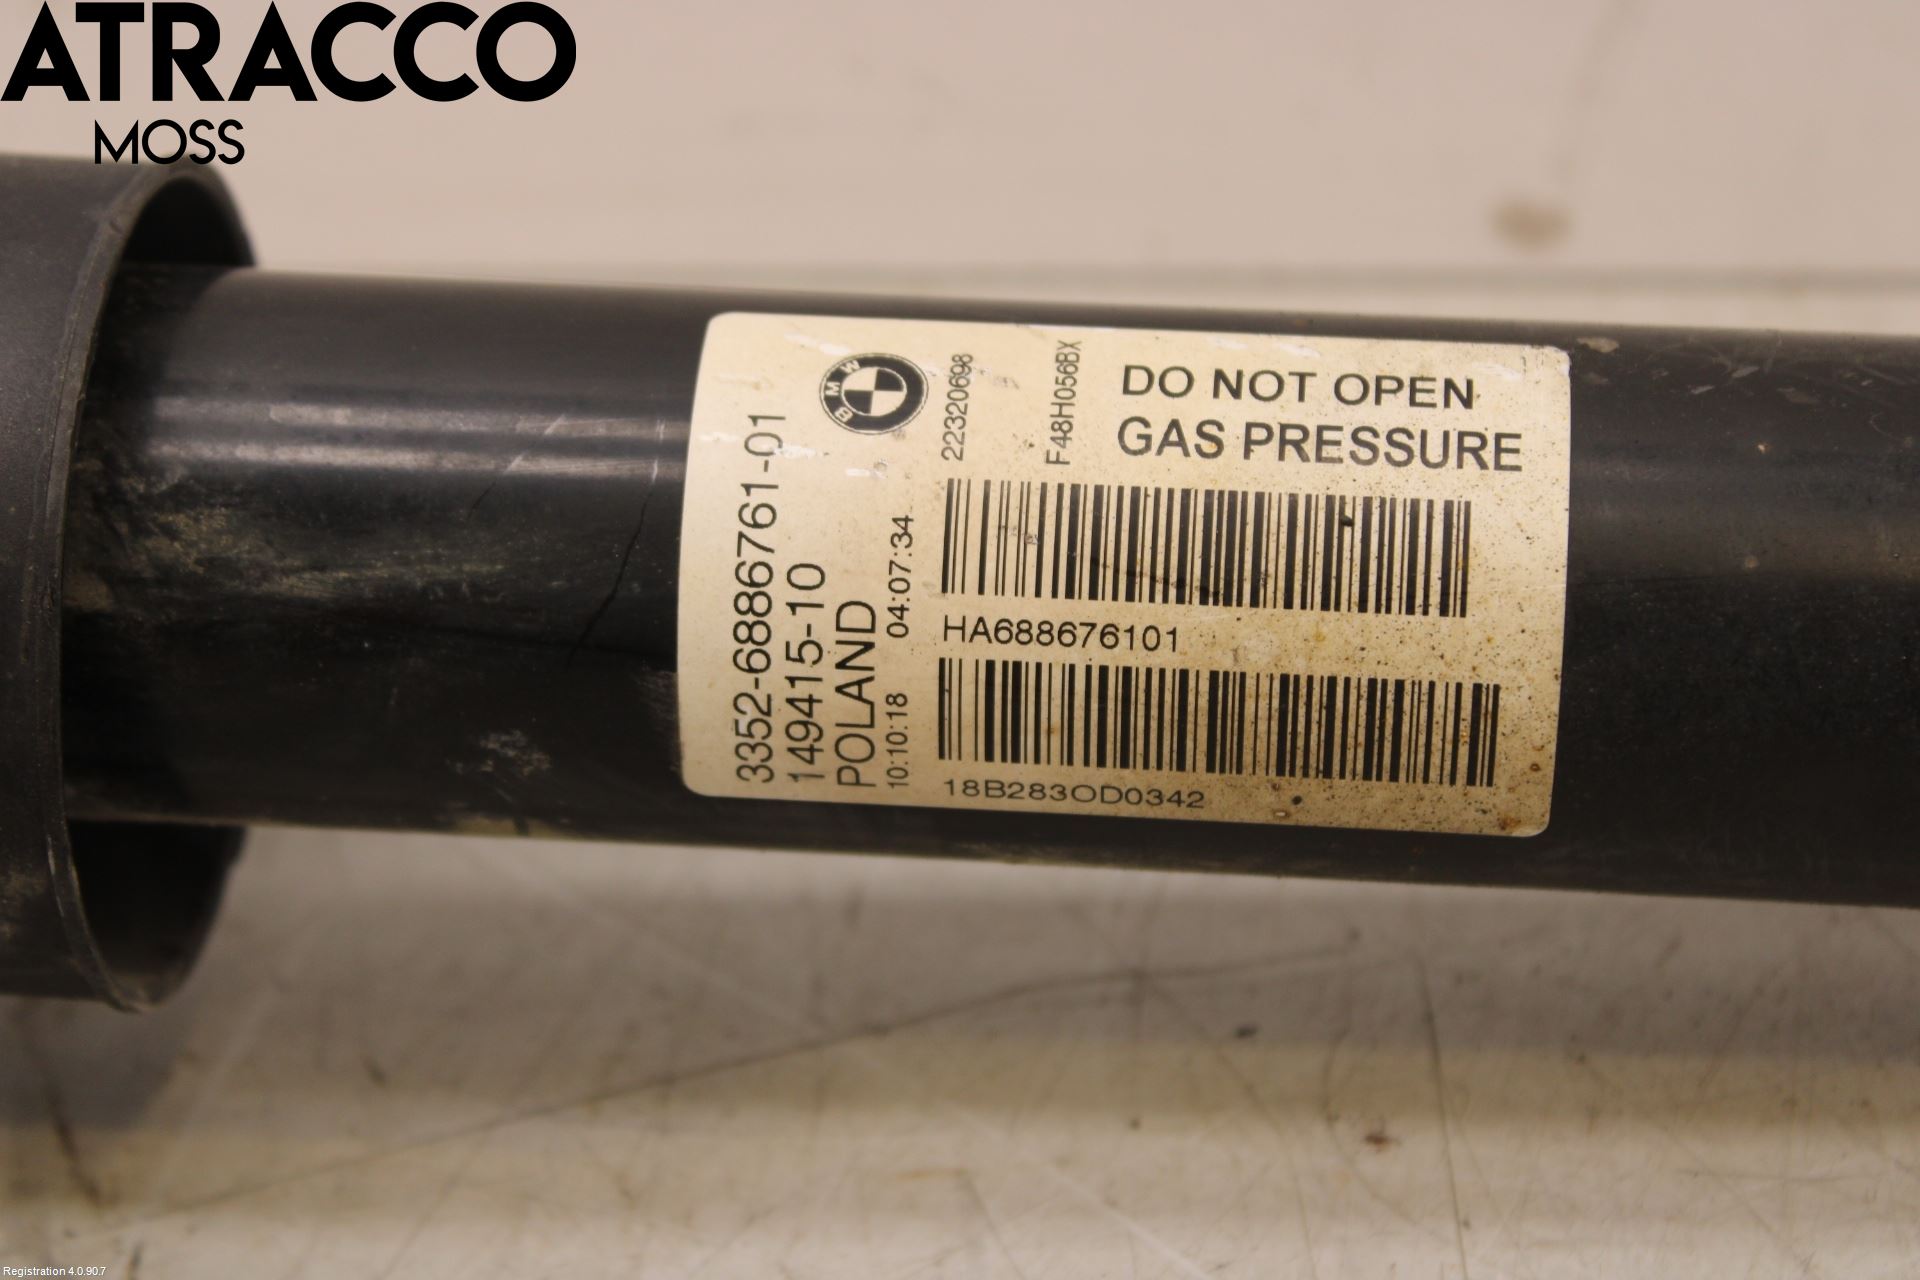 ATRACCO
MOSS
BMW
22320698
F48H056BX
DO NOT OPEN
GAS PRESSURE
3352-6886761-01
149415-10
POLAND
10:10:18 04:07:34
HA688676101
18B283OD0342
Registration 4.0.90.7